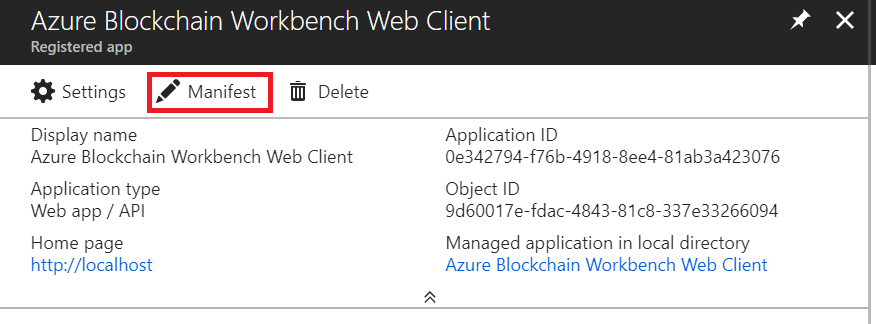 Azure Blockchain Workbench Web Client
Registered app
Settings Manifest Delete
Display name
Azure Blockchain Workbench Web Client
Application ID
0e342794-f76b-4918-8ee4-81ab3a423076
Application type
Web app / API
Object ID
9d60017e-fdac-4843-81c8-337e33266094
Home page
http://localhost
Managed application in local directory
Azure Blockchain Workbench Web Client